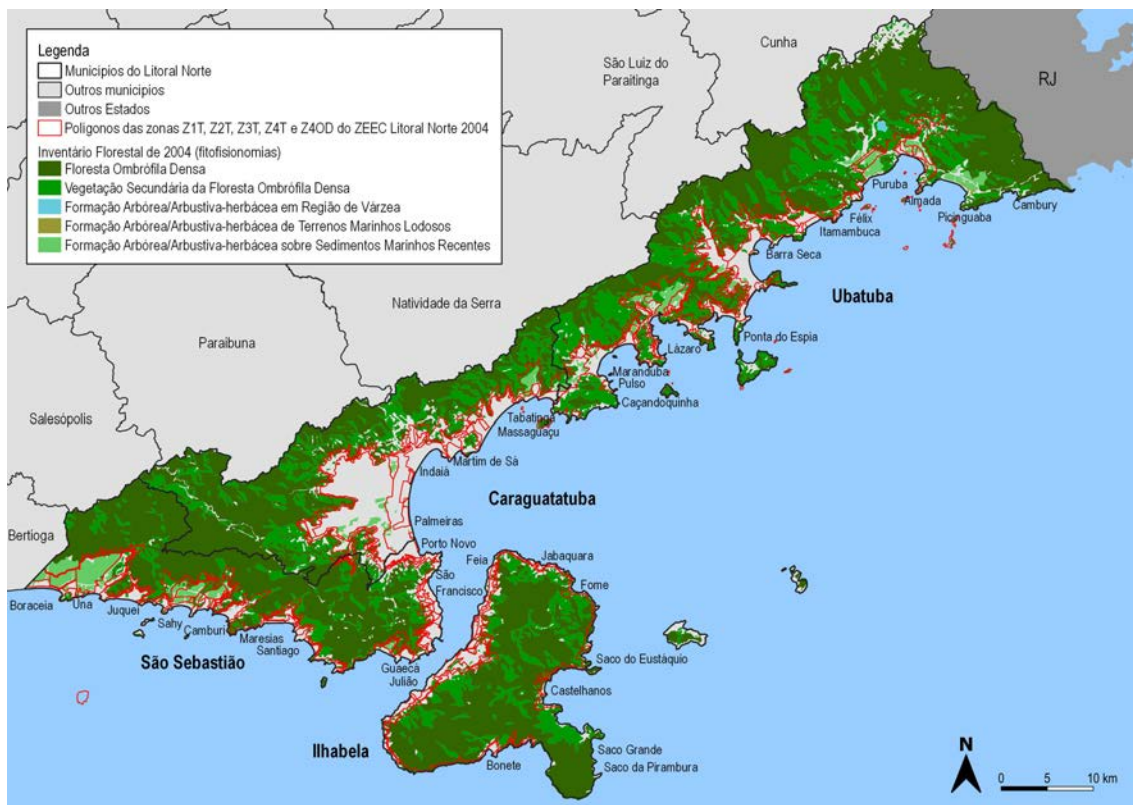 Legenda
Municípios do Litoral Norte
Outros municipios
Outros Estados
Polígonos das zonas Z1T, Z2T, Z3T, Z4T e Z4OD do ZEEC Litoral Norte 2004
Inventário Florestal de 2004 (fitofisionomias)
Floresta Ombrófila Densa
Vegetação Secundária da Floresta Ombrófila Densa
Formação Arbórea/Arbustiva-herbácea em Região de Várzea
Formação Arbórea/Arbustiva-herbácea de Terrenos Marinhos Lodosos
Formação Arbórea/Arbustiva-herbácea sobre Sedimentos Marinhos Recentes
Cunha
São Luiz do
Paraitinga
RJ
Puruba
Almada
Picinguaba
Cambury
Félix
Itamambuca
Barra Seca
Ubatuba
Natividade da Serra
Ponta do Espia
Lázaro
Maranduba
Pulso
Caçandoquinha
Paraibuna
Salesópolis
Tabatinga
Massaguaçu
Martim de Sá
Indaiá
Caraguatatuba
Palmeiras
Porto Novo
Bertioga
São
Francisco
Feia
Jabaquara
Fome
Boraceia
Una
Juquei
Sahy
Camburi
Maresias
Santiago
São Sebastião
Guaecá
Julião
Saco do Eustáquio
Castelhanos
Ilhabela
Bonete
Saco Grande
Saco da Pirambura
N
0 5 10 km